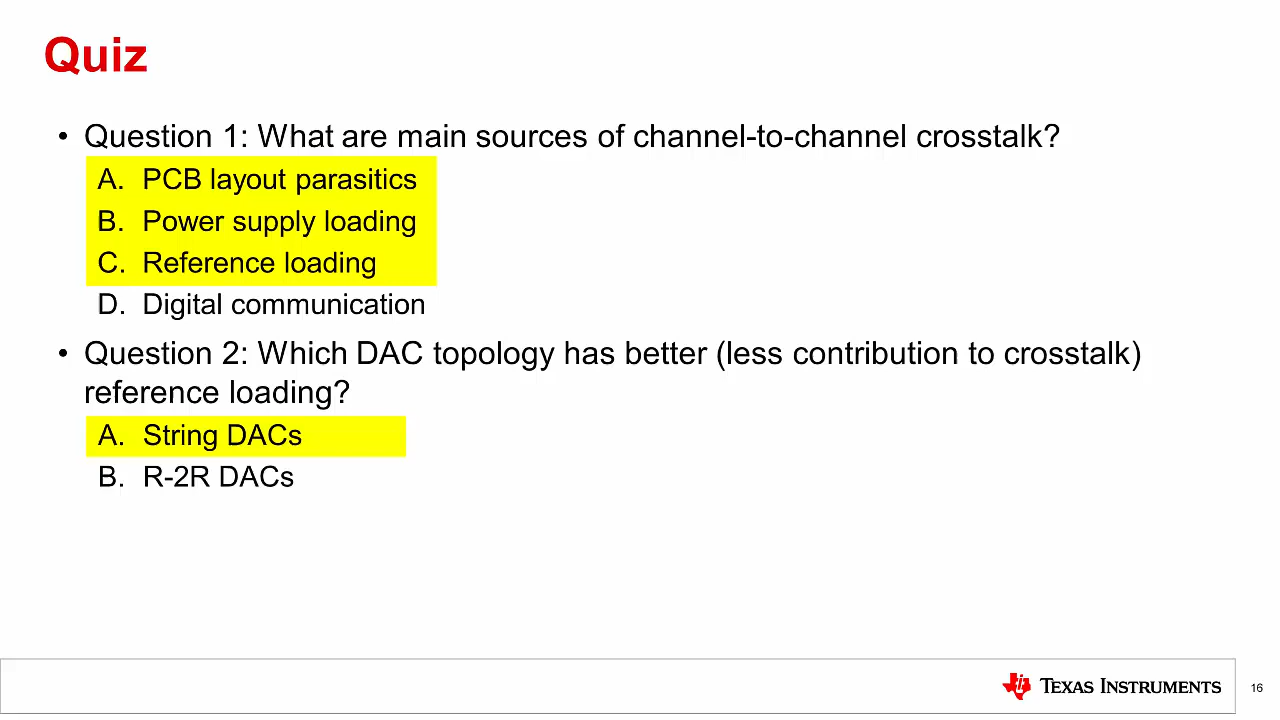 Quiz
• Question 1: What are main sources of channel-to-channel crosstalk?
A. PCB layout parasitics
B. Power supply loading
C. Reference loading
D. Digital communication
• Question 2: Which DAC topology has better (less contribution to crosstalk)
reference loading?
A. String DACs
B. R-2R DACs
TEXAS INSTRUMENTS
16